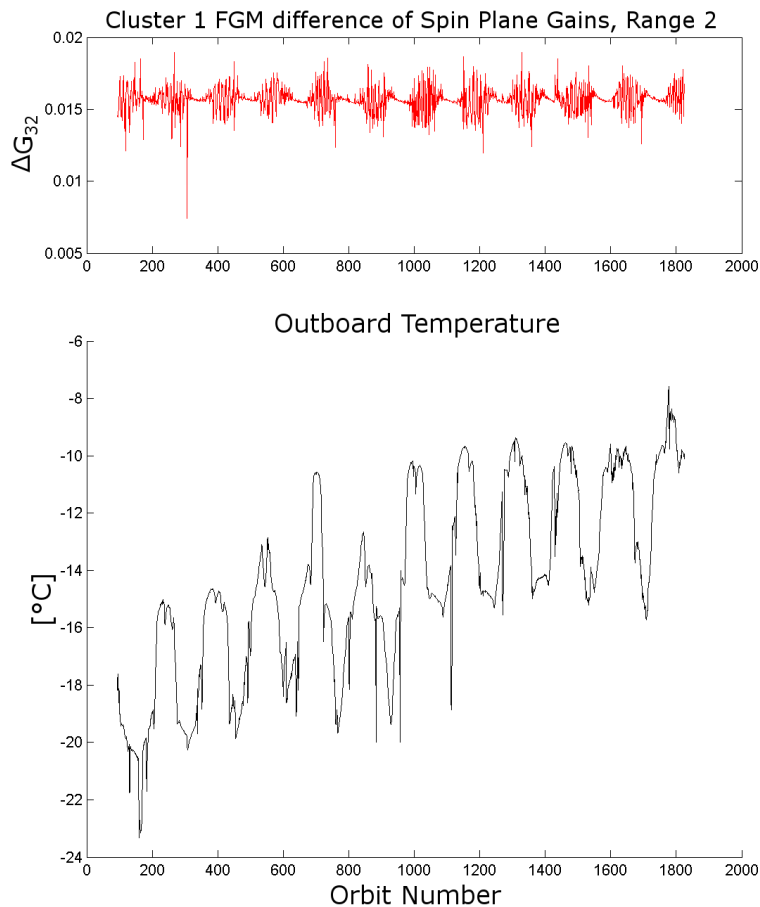 Cluster 1 FGM difference of Spin Plane Gains, Range 2
0.02
0.015
0.01
0.005
ΔG32
0 200 400 600 800 1000 1200 1400 1600 1800 2000
Outboard Temperature
-6
-8
-10
-12
-14
-16
-18
-20
-22
-24
[°C]
0 200 400 600 800 1000 1200 1400 1600 1800 2000
Orbit Number